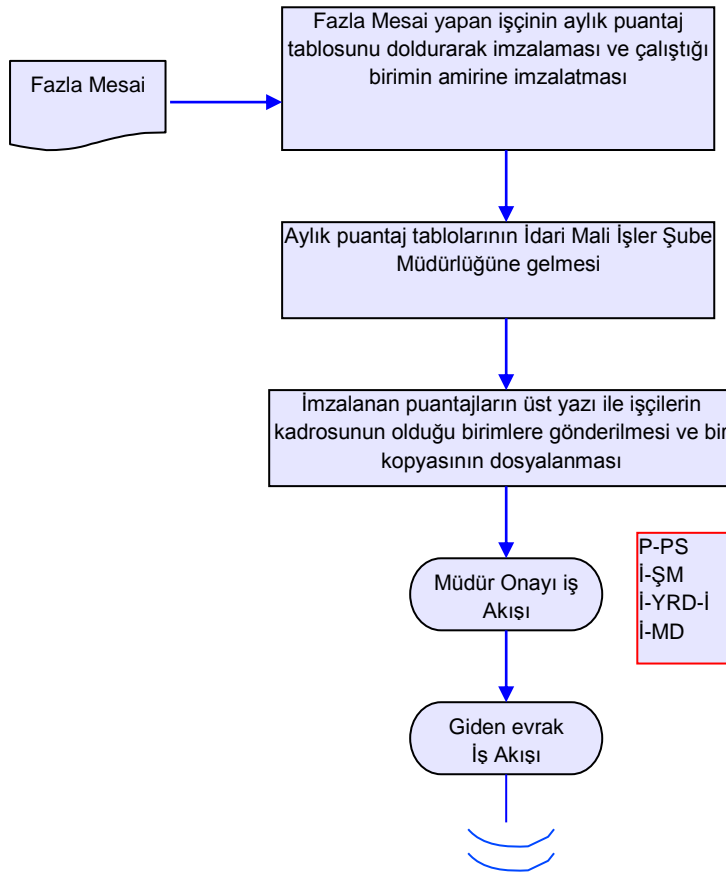 Fazla Mesai
Fazla Mesai yapan işçinin aylık puantaj
tablosunu doldurarak imzalaması ve çalıştığı
birimin amirine imzalatması
Aylık puantaj tablolarının İdari Mali İşler Şube
Müdürlüğüne gelmesi
İmzalanan puantajların üst yazı ile işçilerin
kadrosunun olduğu birimlere gönderilmesi ve bir
kopyasının dosyalanması
Müdür Onayı iş
Akışı
P-PS
İ-ŞM
İ-YRD-İ
İ-MD
Giden evrak
İş Akışı